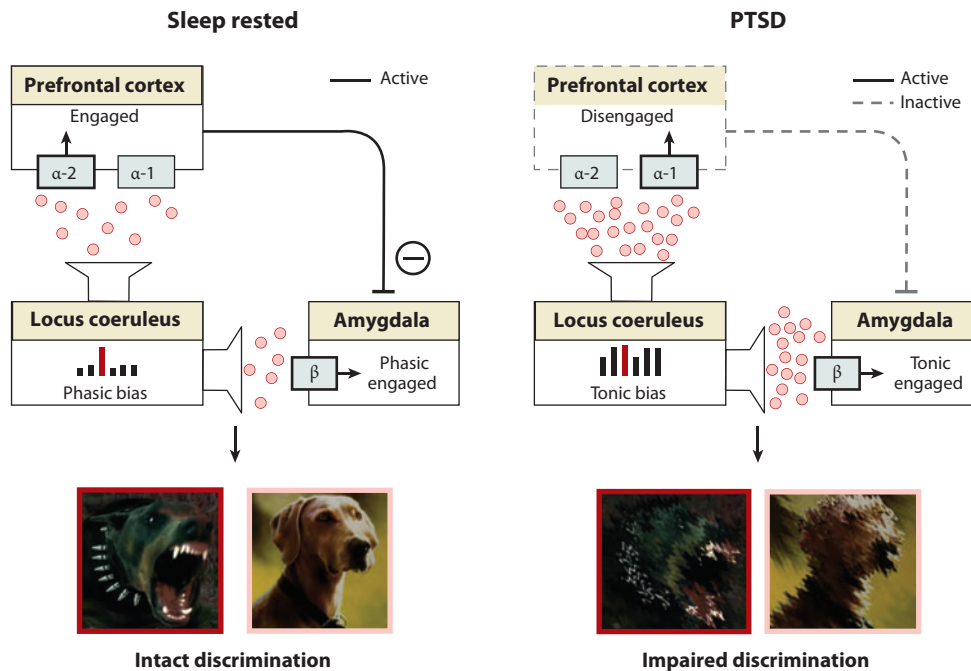 Sleep rested
Active
Prefrontal cortex
Engaged
α-2
α-1
Locus coeruleus
Phasic bias
β
Amygdala
Phasic
engaged
Intact discrimination
PTSD
Active
Inactive
Prefrontal cortex
Disengaged
α-2
α-1
Locus coeruleus
Tonic bias
β
Amygdala
Tonic
engaged
Impaired discrimination